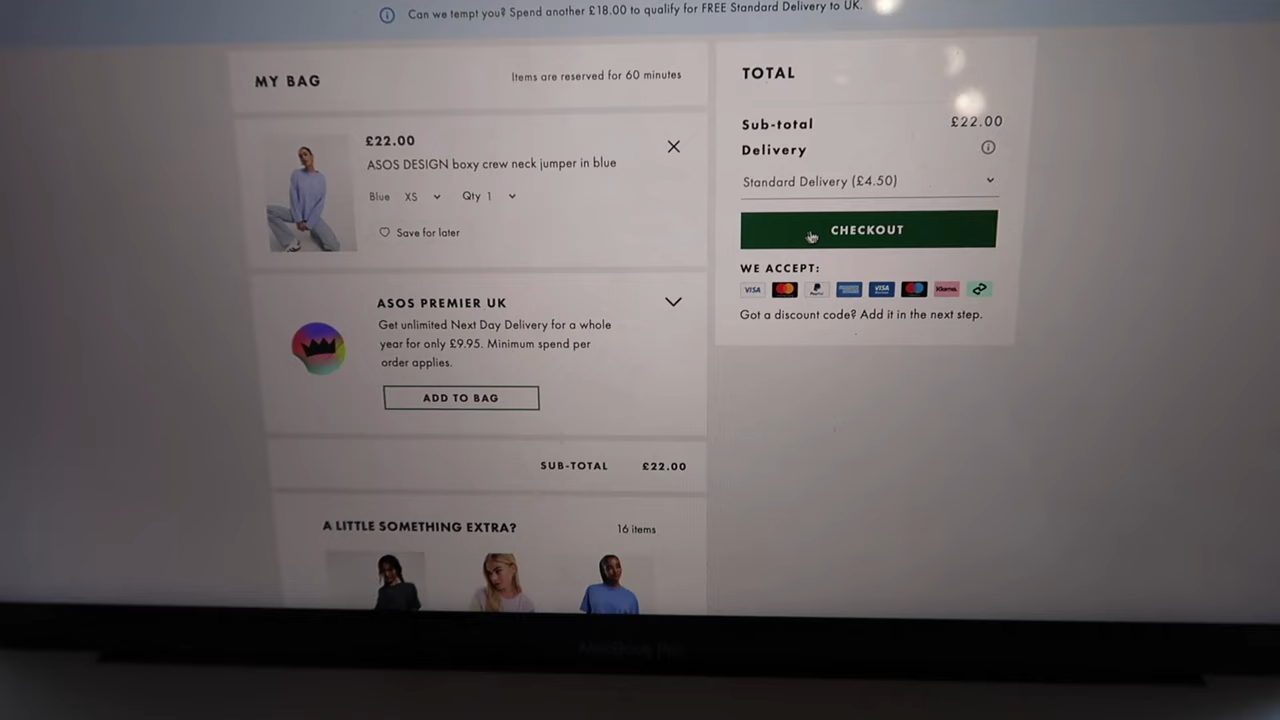 Can we tempt you? Spend another £18.00 to qualify for FREE Standard Delivery to UK.
MY BAG
Items are reserved for 60 minutes
£22.00
ASOS DESIGN boxy crew neck jumper in blue
Blue XS Qty 1
Save for later
ASOS PREMIER UK
Get unlimited Next Day Delivery for a whole
year for only £9.95. Minimum spend per
order applies.
ADD TO BAG
SUB-TOTAL £22.00
A LITTLE SOMETHING EXTRA?
16 items
TOTAL
Sub-total £22.00
Delivery
Standard Delivery (£4.50)
CHECKOUT
WE ACCEPT:
VISA
VISA
Klarna.
Got a discount code? Add it in the next step.
MacBook Pro